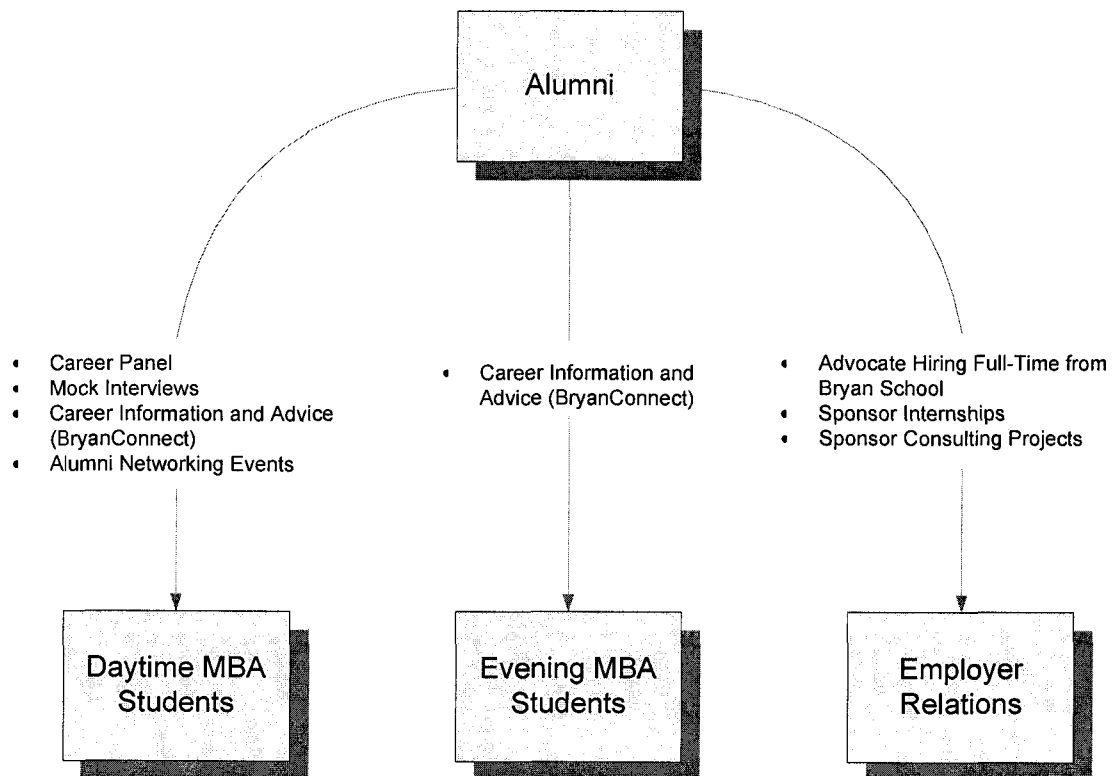 Alumni
• Career Panel
• Mock Interviews
• Career Information and Advice
(BryanConnect)
• Alumni Networking Events
• Career Information and
Advice (BryanConnect)
• Advocate Hiring Full-Time from
Bryan School
• Sponsor Internships
• Sponsor Consulting Projects
Daytime MBA
Students
Evening MBA
Students
Employer
Relations